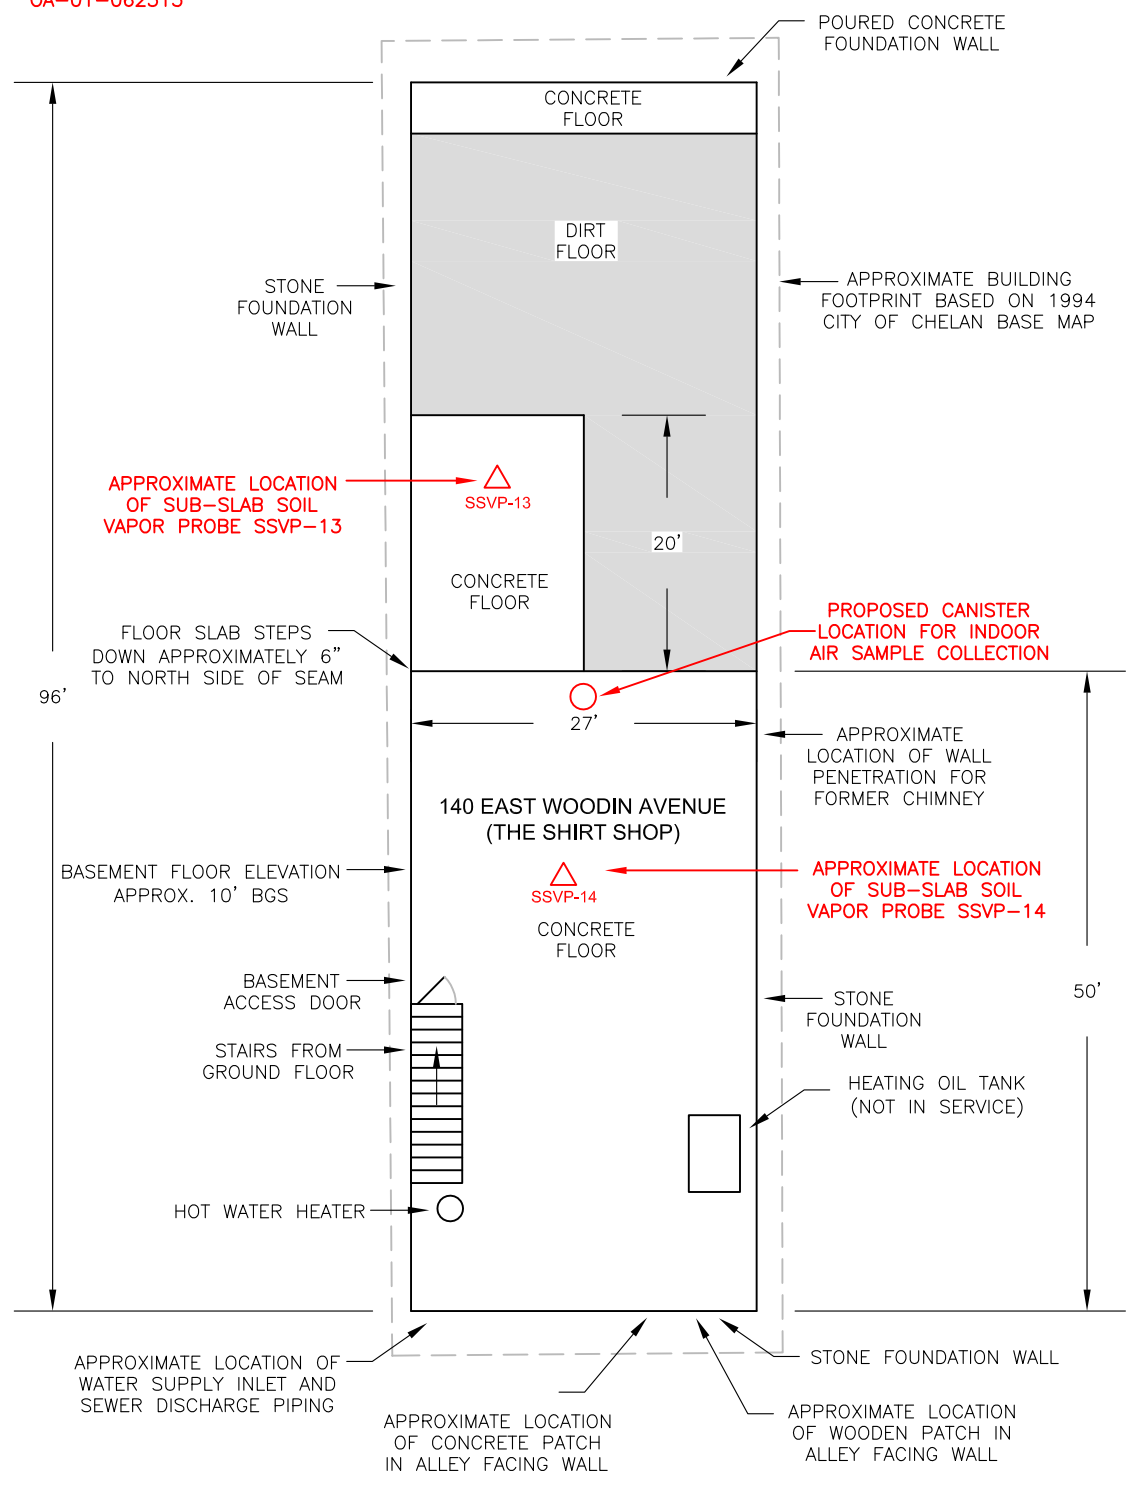 POURED CONCRETE
FOUNDATION WALL
CONCRETE
FLOOR
DIRT
FLOOR
STONE
FOUNDATION
WALL
APPROXIMATE BUILDING
FOOTPRINT BASED ON 1994
CITY OF CHELAN BASE MAP
APPROXIMATE LOCATION
OF SUB-SLAB SOIL
VAPOR PROBE SSVP-13
SSVP-13
20'
CONCRETE
FLOOR
FLOOR SLAB STEPS
DOWN APPROXIMATELY 6"
TO NORTH SIDE OF SEAM
PROPOSED CANISTER
LOCATION FOR INDOOR
AIR SAMPLE COLLECTION
96'
27'
APPROXIMATE
LOCATION OF WALL
PENETRATION FOR
FORMER CHIMNEY
140 EAST WOODIN AVENUE
(THE SHIRT SHOP)
BASEMENT FLOOR ELEVATION
APPROX. 10' BGS
SSVP-14
APPROXIMATE LOCATION
OF SUB-SLAB SOIL
VAPOR PROBE SSVP-14
CONCRETE
FLOOR
BASEMENT
ACCESS DOOR
STONE
FOUNDATION
WALL
50'
STAIRS FROM
GROUND FLOOR
HEATING OIL TANK
(NOT IN SERVICE)
HOT WATER HEATER
APPROXIMATE LOCATION OF
WATER SUPPLY INLET AND
SEWER DISCHARGE PIPING
STONE FOUNDATION WALL
APPROXIMATE LOCATION
OF CONCRETE PATCH
IN ALLEY FACING WALL
APPROXIMATE LOCATION
OF WOODEN PATCH IN
ALLEY FACING WALL